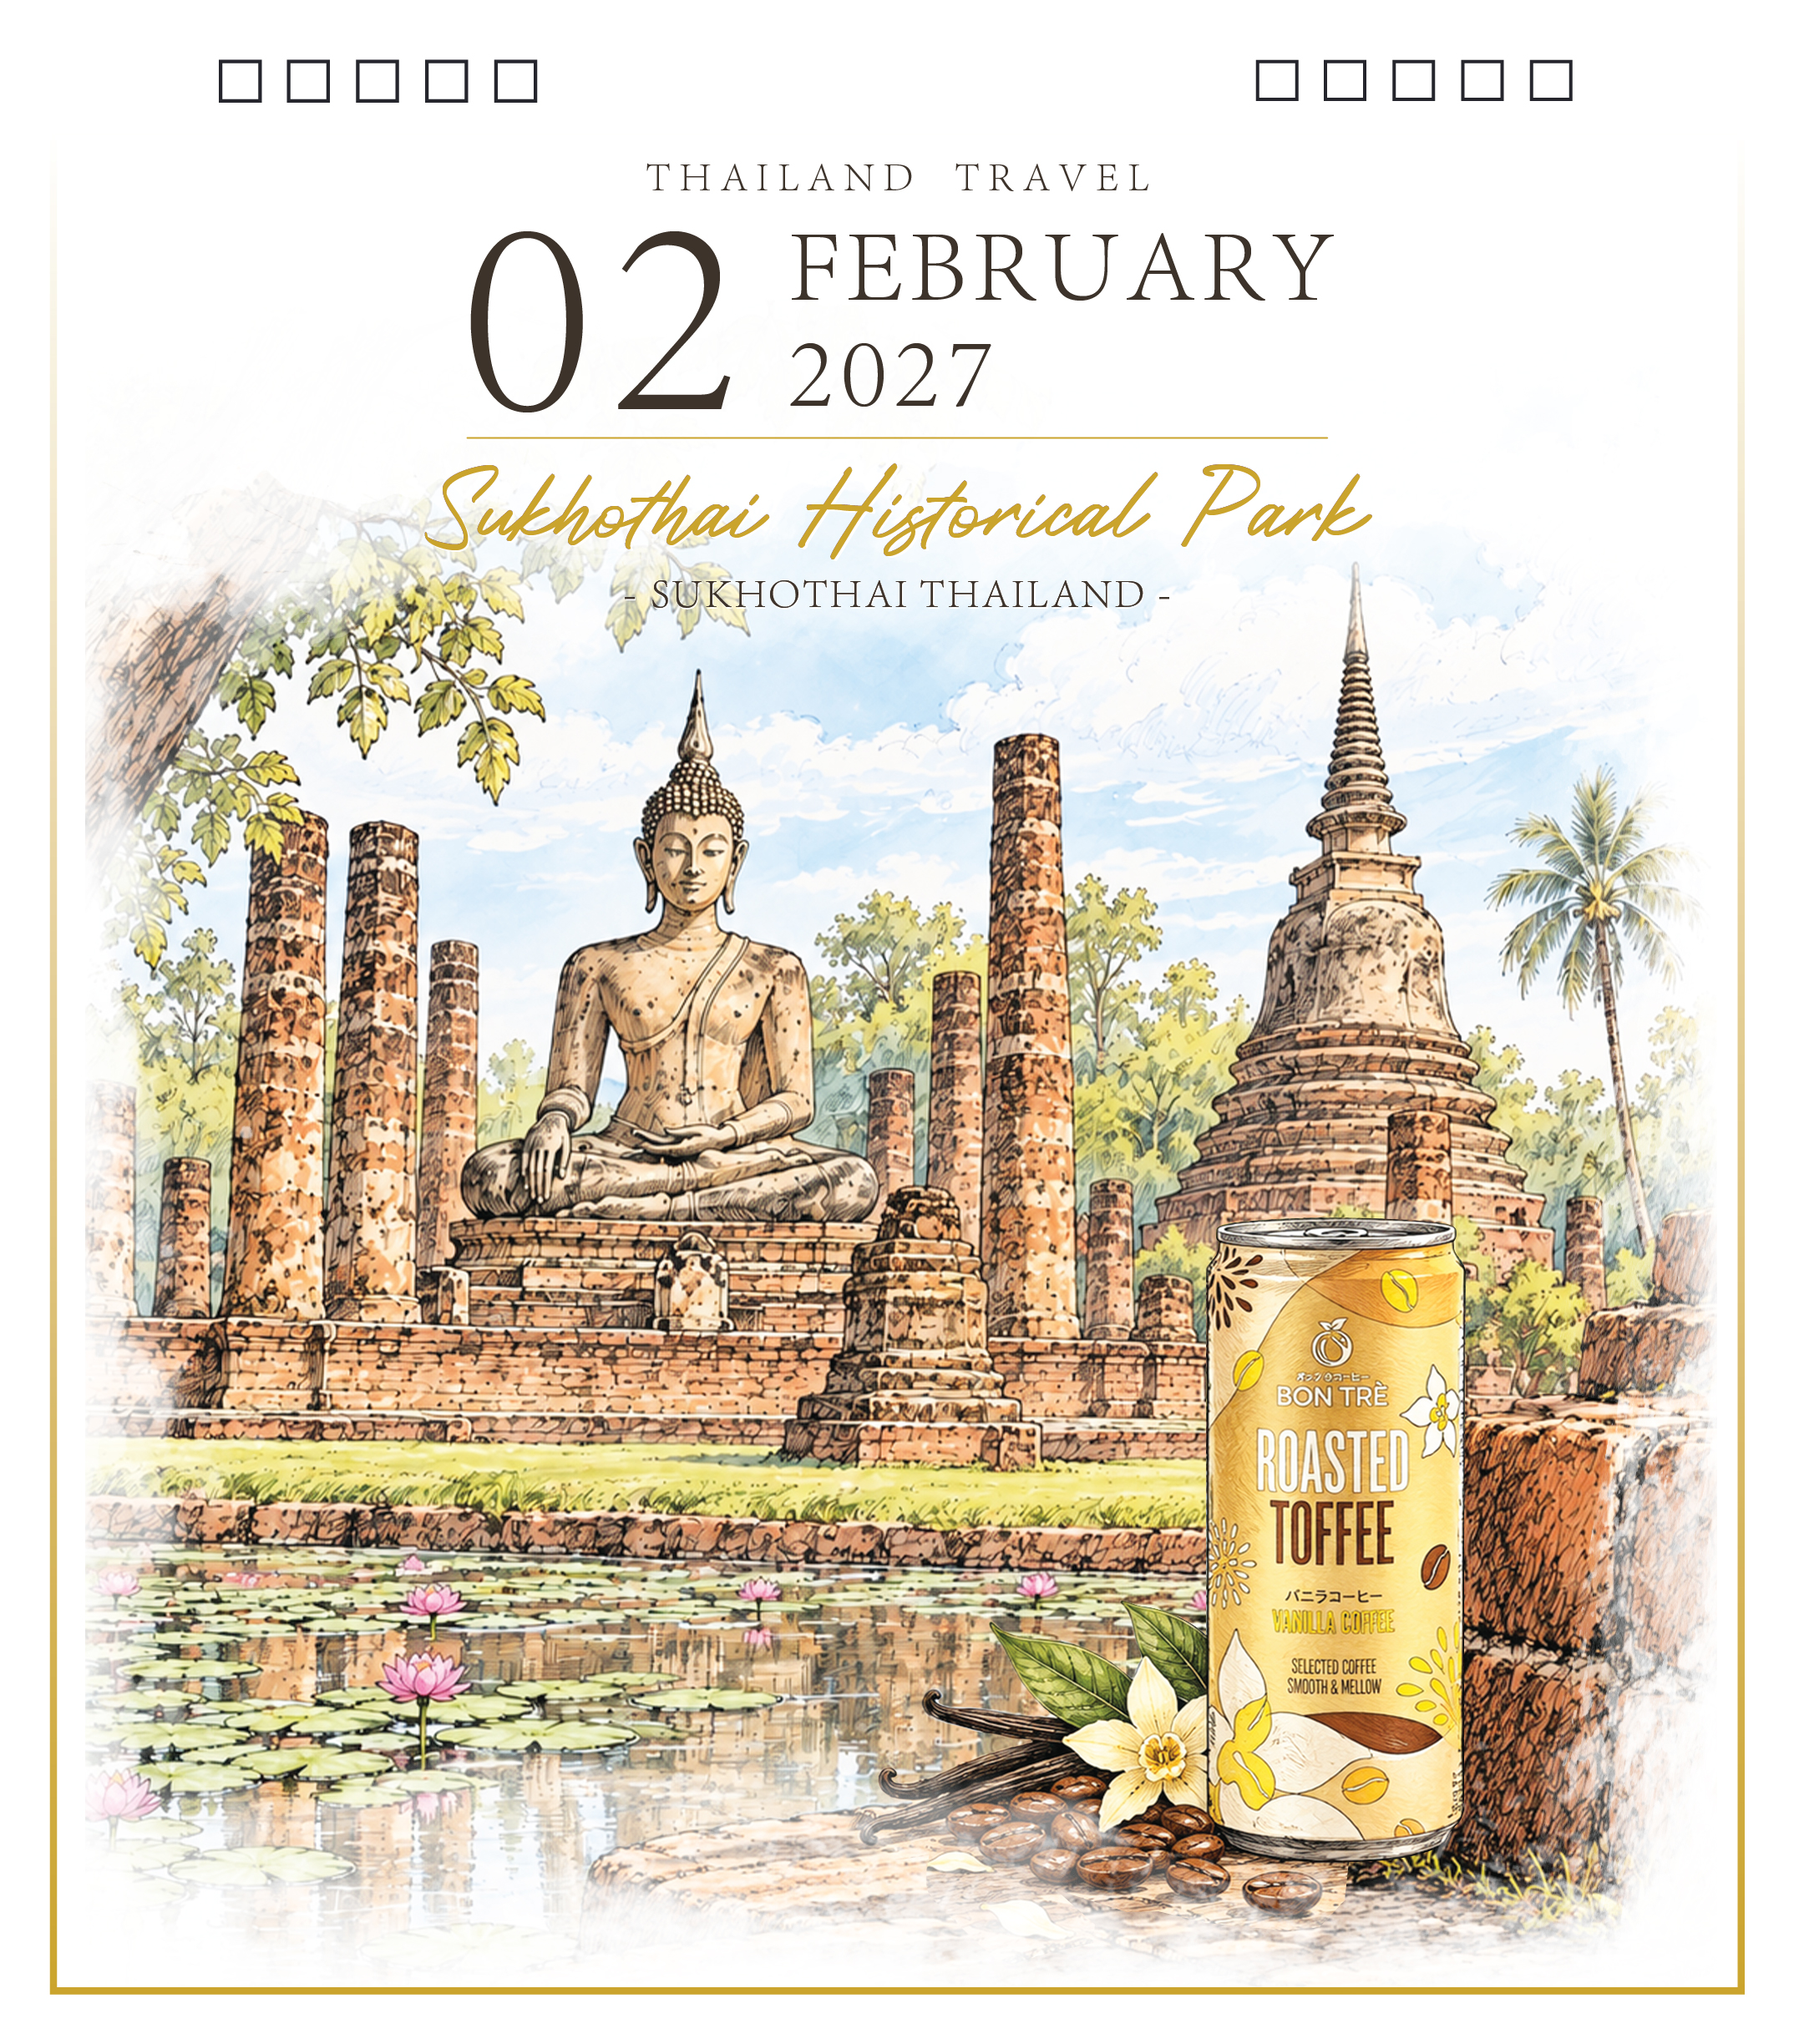 THAILAND TRAVEL
02
FEBRUARY
2027
Sukhothai Historical Park
- SUKHOTHAI THAILAND -
BON TRÈ
ROASTED
TOFFEE
バニラコーヒー
VANILLA COFFEE
SELECTED COFFEE
SMOOTH & MELLOW